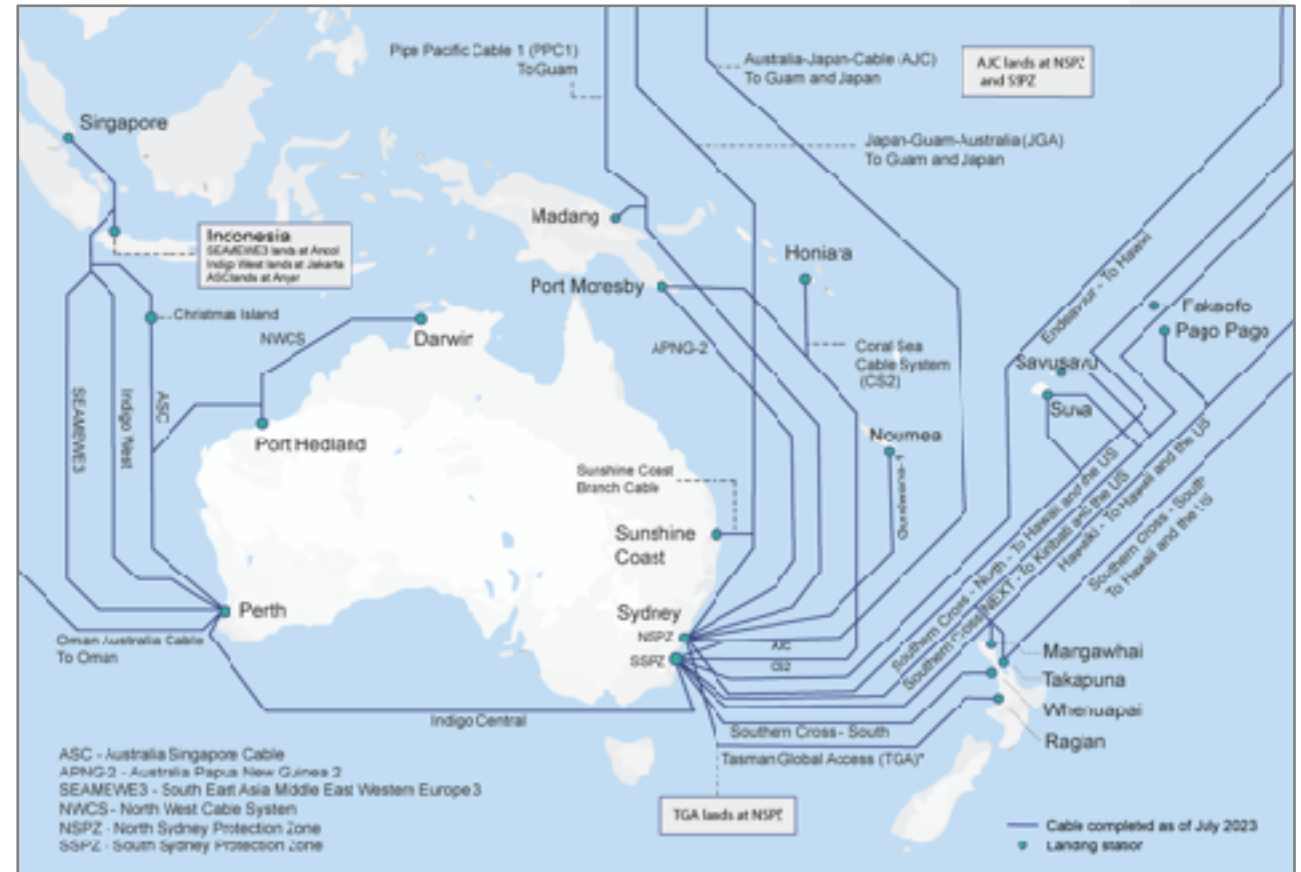 Pipe Pacific Cable 1 (PPC1)
To Guam
Australia-Japan-Cable (AJC)
To Guam and Japan
AJC lands at NSPZ
and SSPZ
Singapore
Japan-Guam-Australia (JGA)
To Guam and Japan
Madang
Indonesia
SEAMEWE3 lands at Ancol
Indigo West lands at Jakarta
ASC lands at Anyer
Honiara
Port Moresby
Endeavour - To Hawaii
Fakaofo
Pago Pago
Christmas Island
NWCS
Darwin
APNG-2
Coral Sea
Cable System
(CS2)
Savusavu
Suva
SEAMEWE3
Indigo West
ASC
Port Hedland
Noumea
Gondwana-1
Sunshine Coast
Branch Cable
Sunshine
Coast
Southern Cross - North - To Hawaii and the US
Southern Cross NEXT - To Kiribati and the US
Hawaiki - To Hawaii and the US
Southern Cross - South
To Hawaii and the US
Perth
Sydney
NSPZ
SSPZ
AJC
CS2
Oman Australia Cable
To Oman
Margawhai
Takapuna
Whenuapai
Raglan
Indigo Central
Southern Cross - South
Tasman Global Access (TGA)*
TGA lands at NSPZ
ASC - Australia Singapore Cable
APNG-2 - Australia Papua New Guinea 2
SEAMEWE3 - South East Asia Middle East Western Europe 3
NWCS - North West Cable System
NSPZ - North Sydney Protection Zone
SSPZ - South Sydney Protection Zone
Cable completed as of July 2023
Landing station